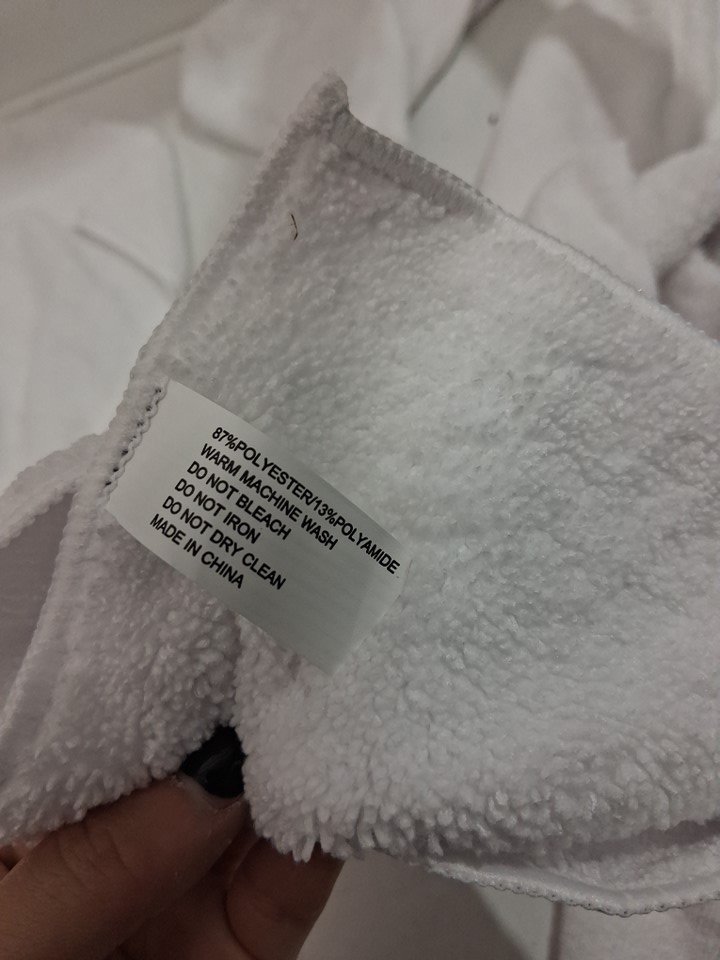 87%POLYESTER/13%POLYAMIDE
WARM MACHINE WASH
DO NOT BLEACH
DO NOT IRON
DO NOT DRY CLEAN
MADE IN CHINA